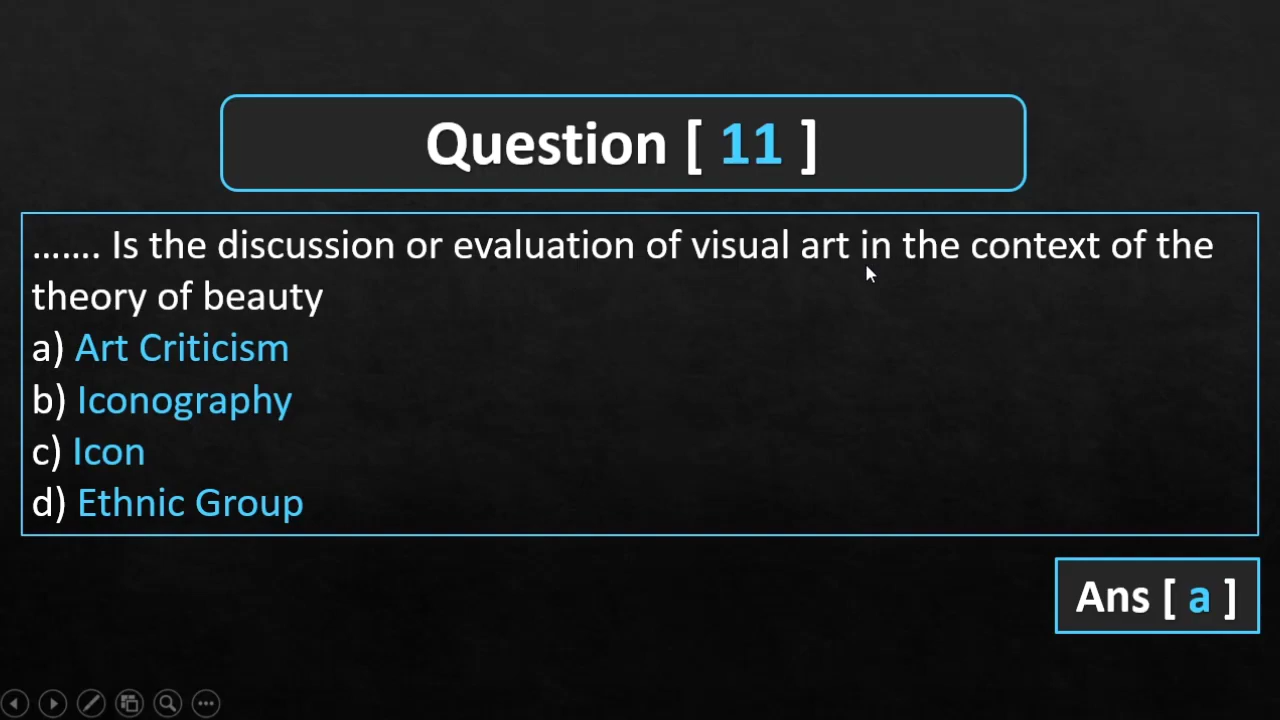 Question [ 11 ]
……. Is the discussion or evaluation of visual art in the context of the
theory of beauty
a) Art Criticism
b) Iconography
c) Icon
d) Ethnic Group
Ans [ a ]